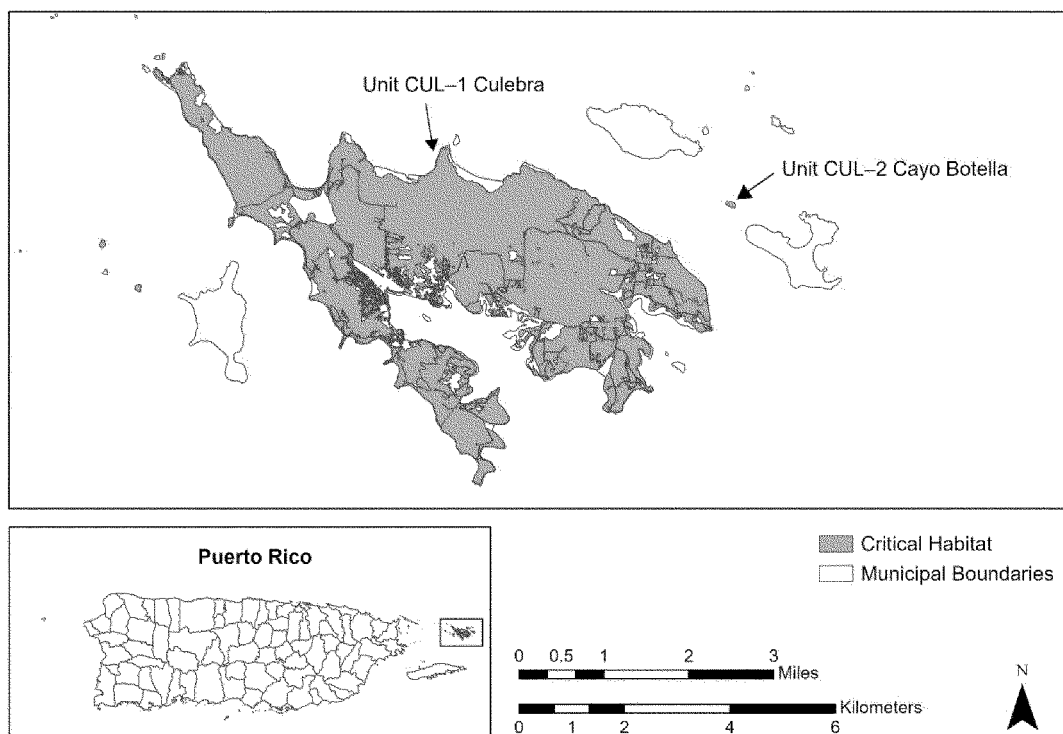 Unit CUL–1 Culebra
Unit CUL–2 Cayo Botella
Puerto Rico
Critical Habitat
Municipal Boundaries
0 0.5 1 2 3
Miles
Kilometers
0 1 2 4 6
N